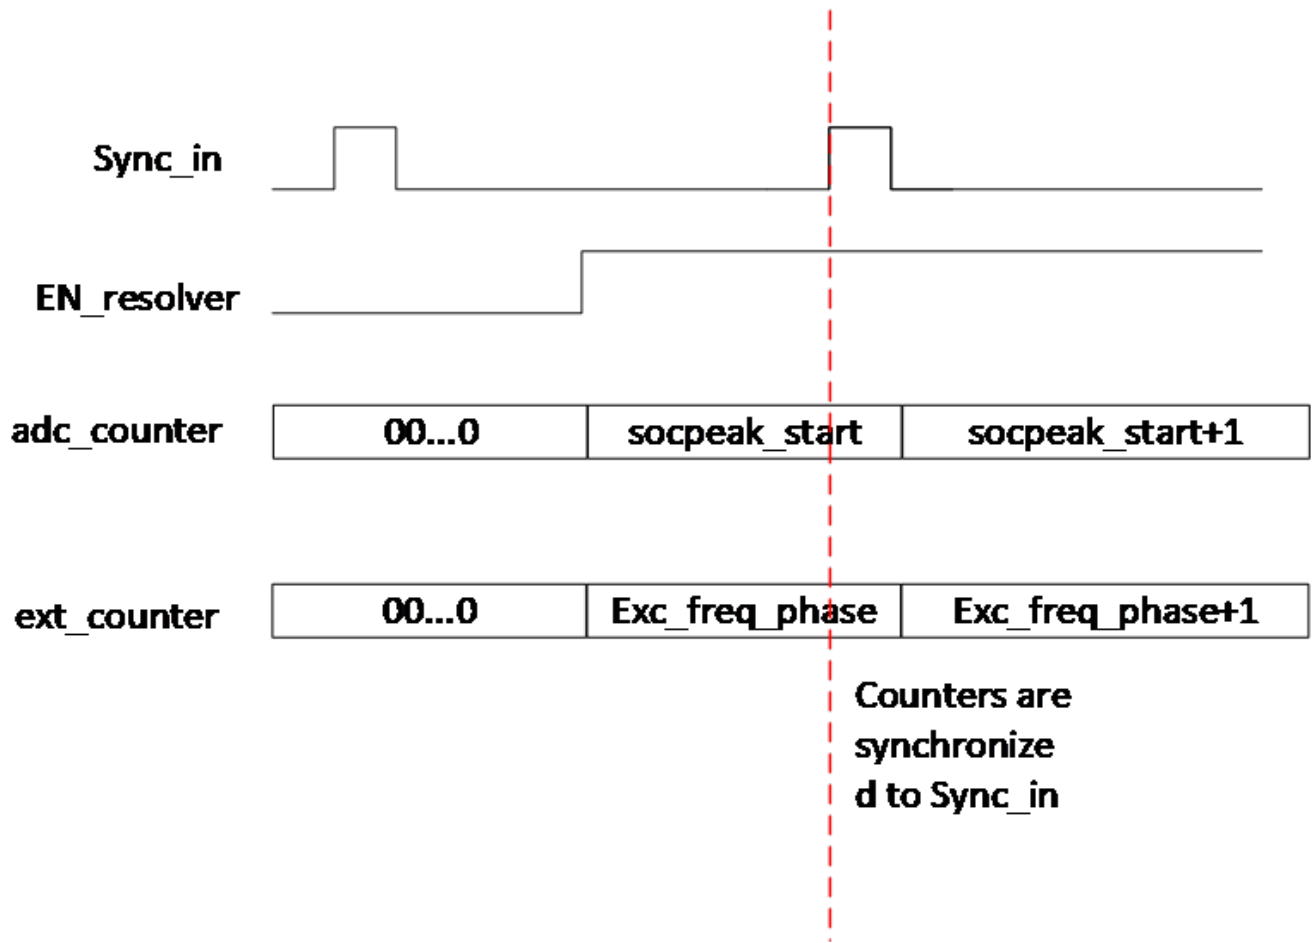 Sync_in
EN_resolver
adc_counter
00...0
socpeak_start
socpeak_start+1
ext_counter
00...0
Exc_freq_phase
Exc_freq_phase+1
Counters are
synchronize
d to Sync_in